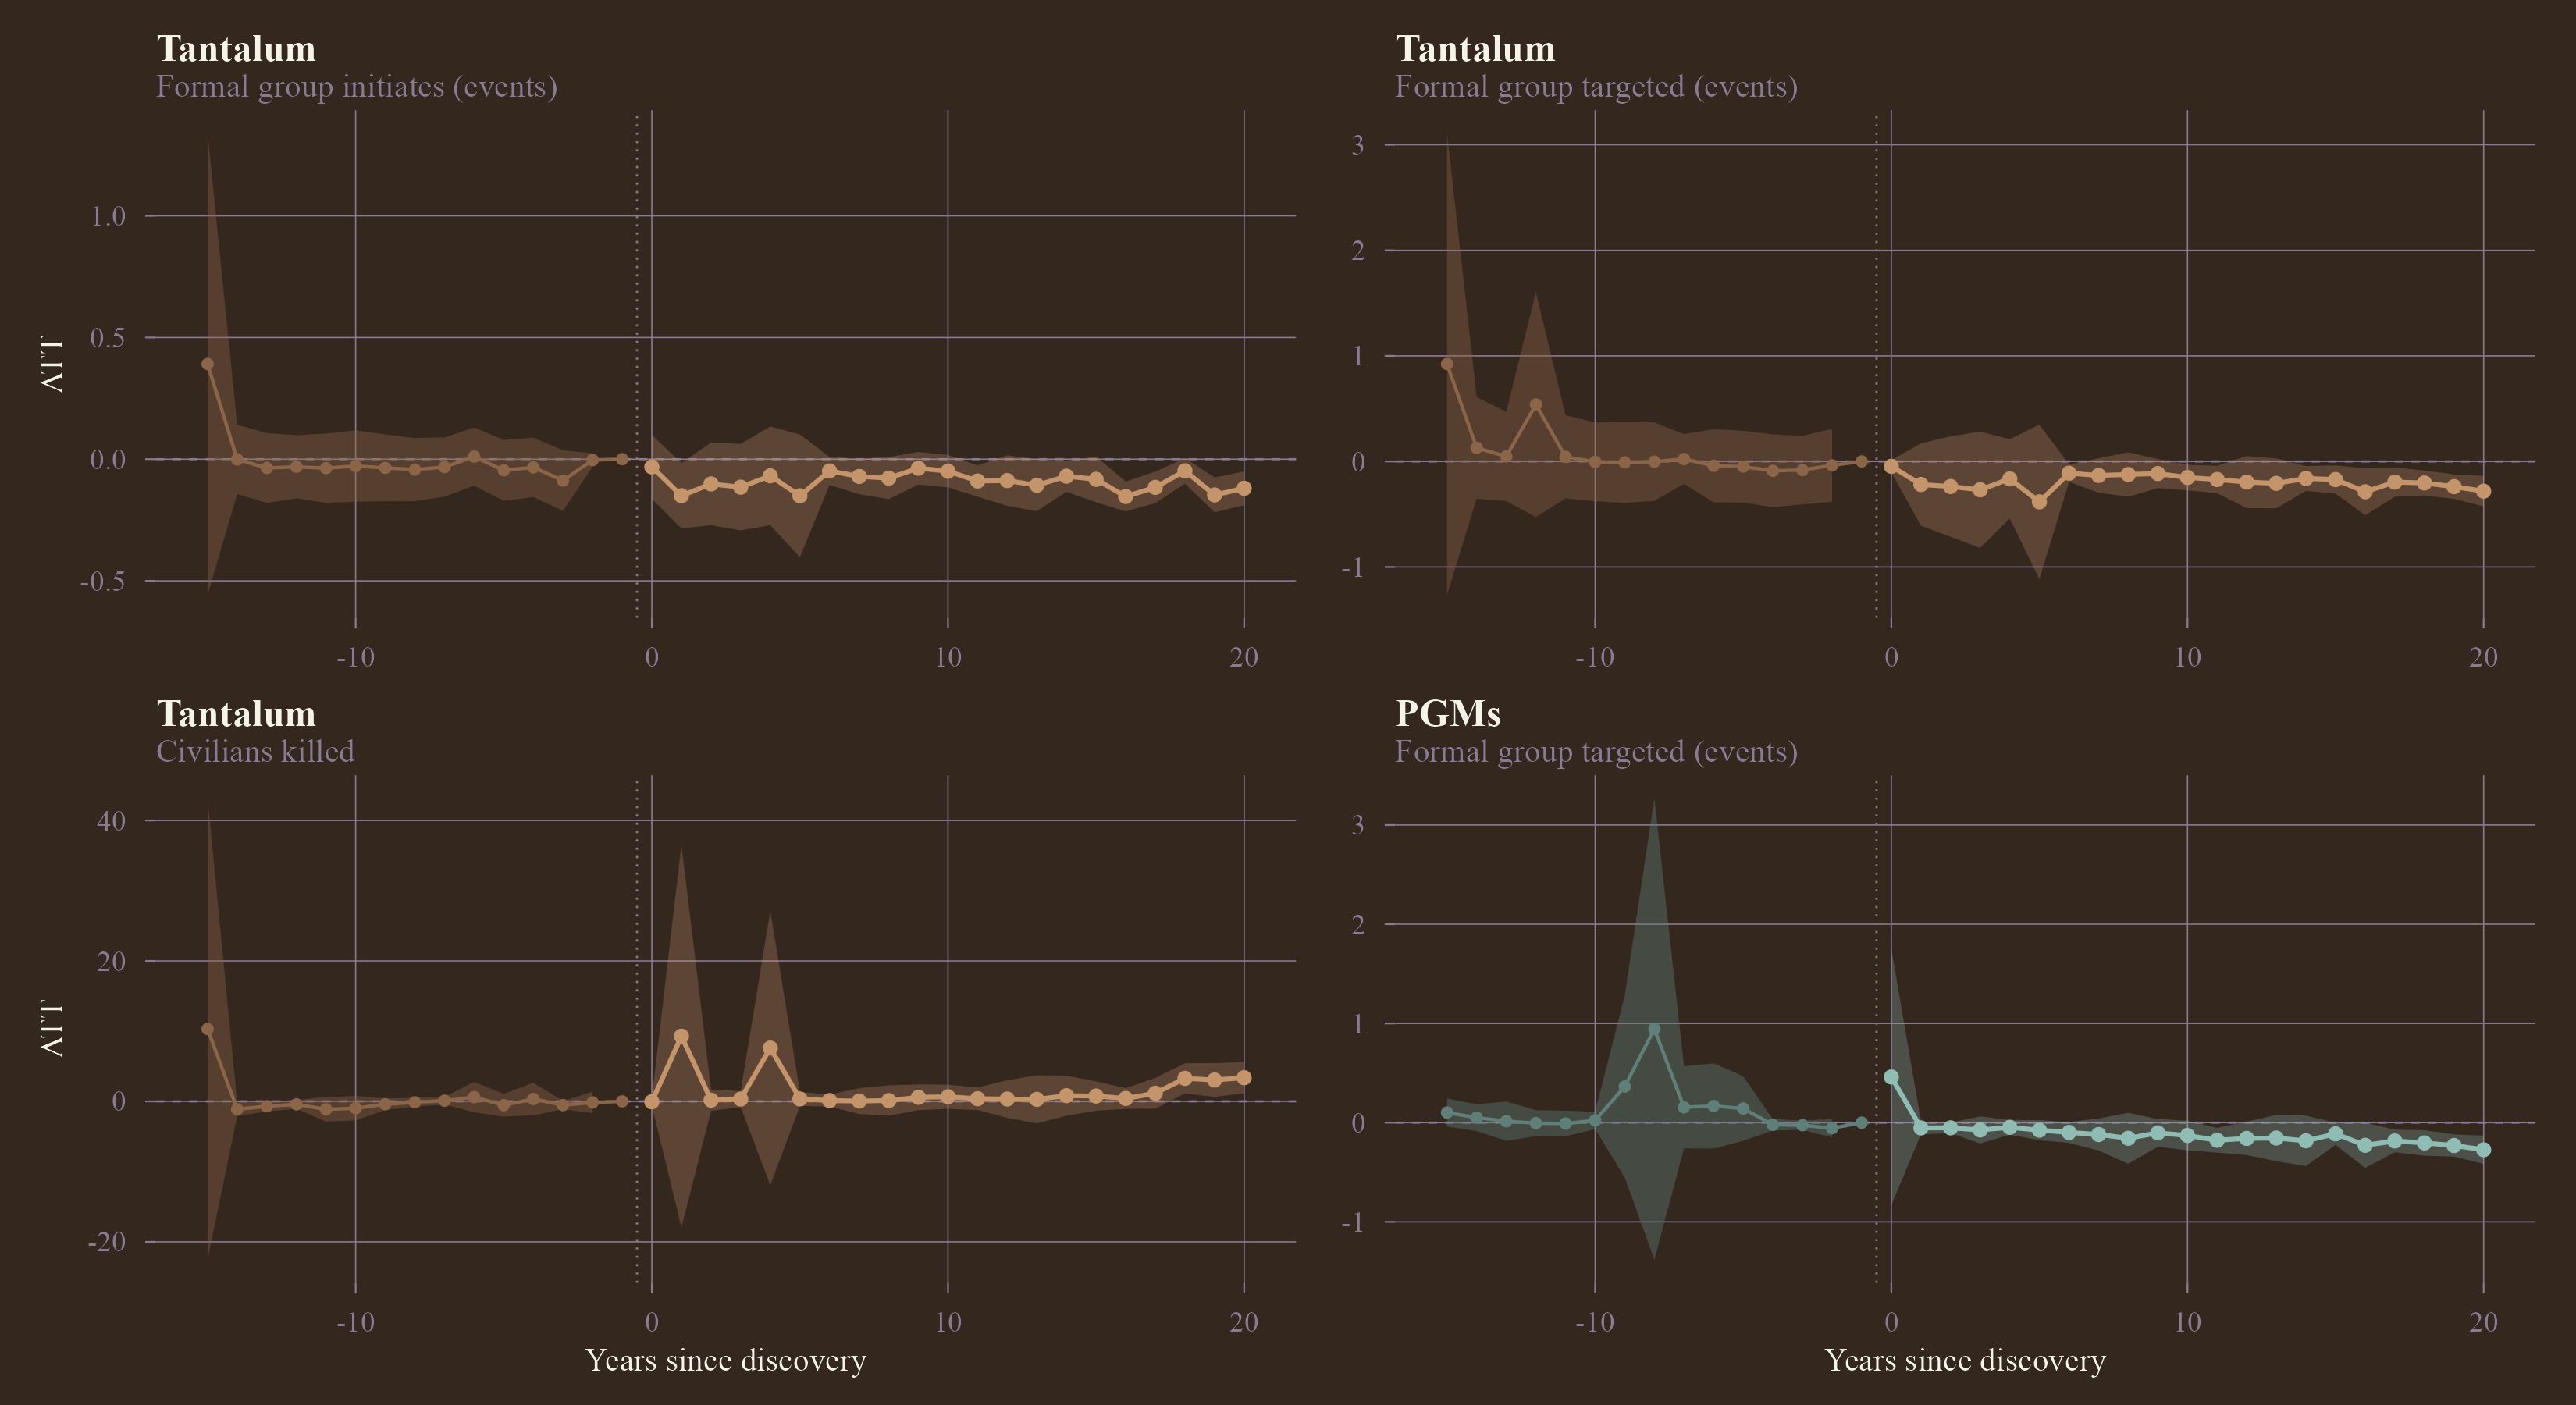 Tantalum
Formal group initiates (events)
ATT
1.0
0.5
0.0
-0.5
-10
0
10
20
Tantalum
Formal group targeted (events)
3
2
1
0
-1
-10
0
10
20
Tantalum
Civilians killed
ATT
40
20
0
-20
-10
0
10
20
Years since discovery
PGMs
Formal group targeted (events)
3
2
1
0
-1
-10
0
10
20
Years since discovery